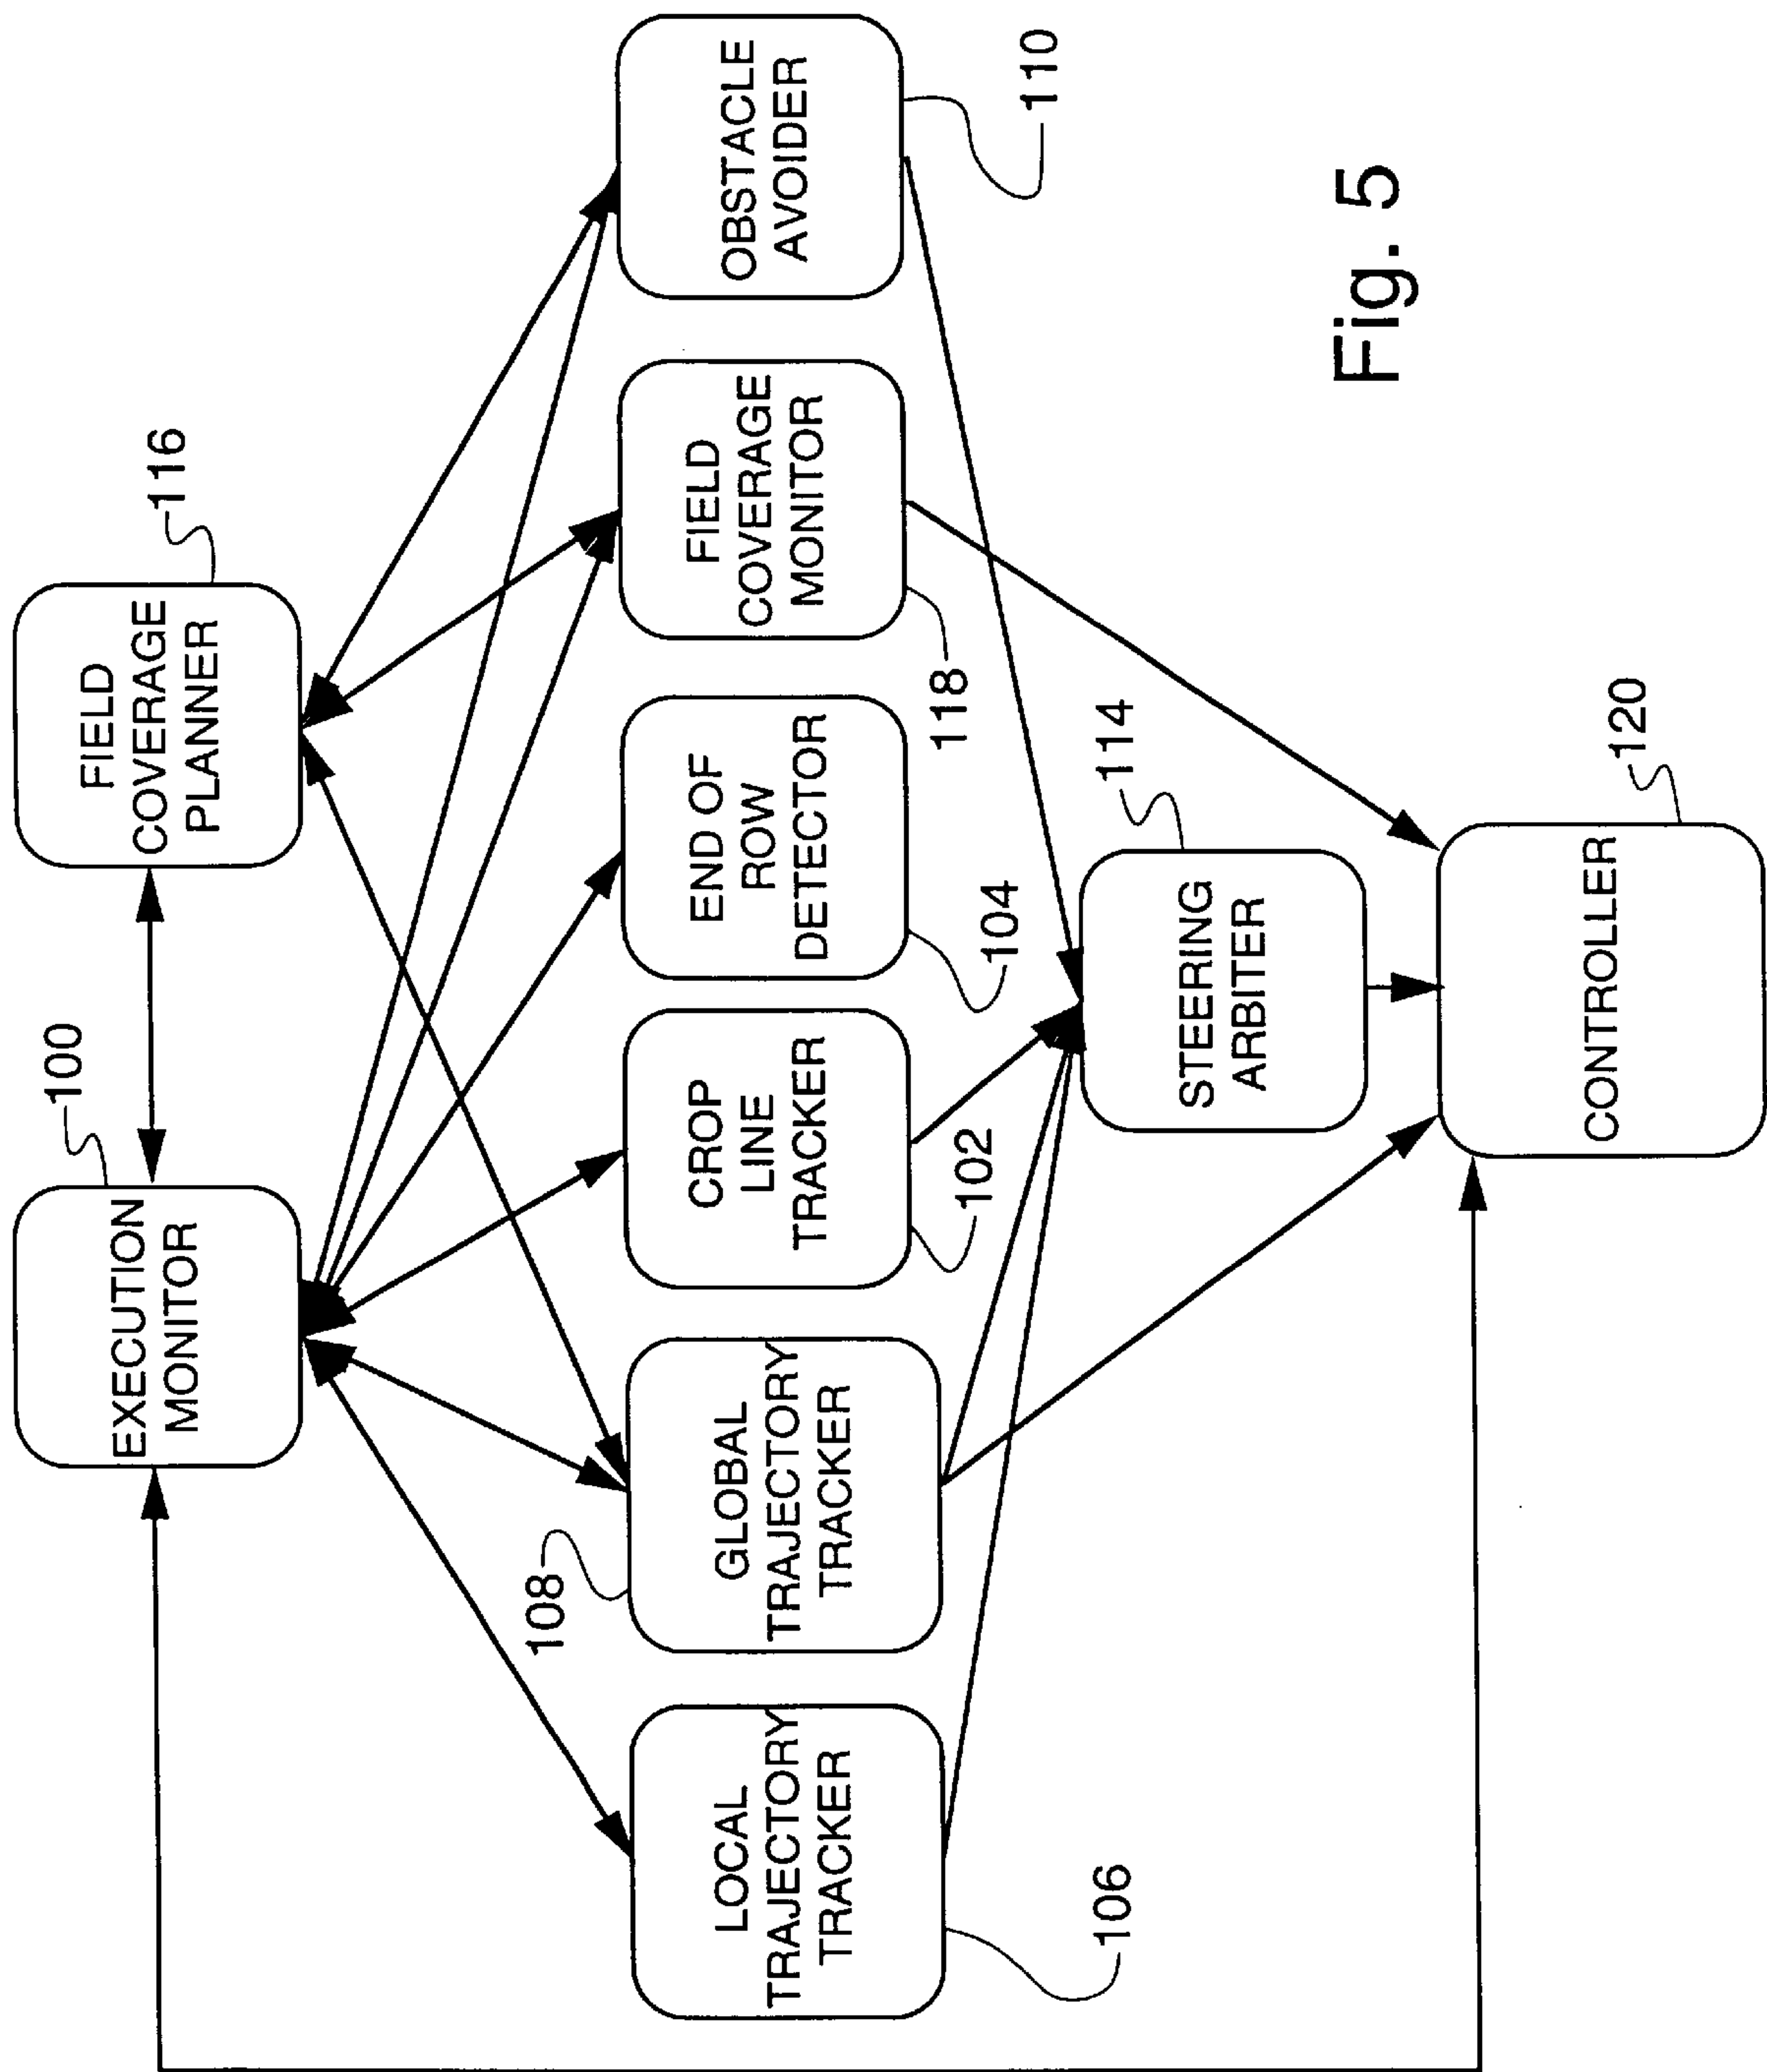 100
116
EXECUTION
MONITOR
FIELD
COVERAGE
PLANNER
108
LOCAL
TRAJECTORY
TRACKER
GLOBAL
TRAJECTORY
TRACKER
CROP
LINE
TRACKER
END OF
ROW
DETECTOR
FIELD
COVERAGE
MONITOR
OBSTACLE
AVOIDER
106
102
104
118
110
114
STEERING
ARBITER
120
CONTROLLER
Fig. 5